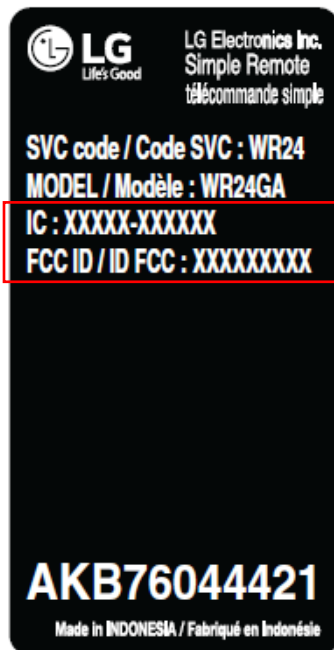 LG
Life's Good
LG Electronics Inc.
Simple Remote
télécommande simple
SVC code / Code SVC : WR24
MODEL / Modèle : WR24GA
IC : XXXXX-XXXXXX
FCC ID / ID FCC : XXXXXXXXX
AKB76044421
Made in INDONESIA / Fabriqué en Indonésie